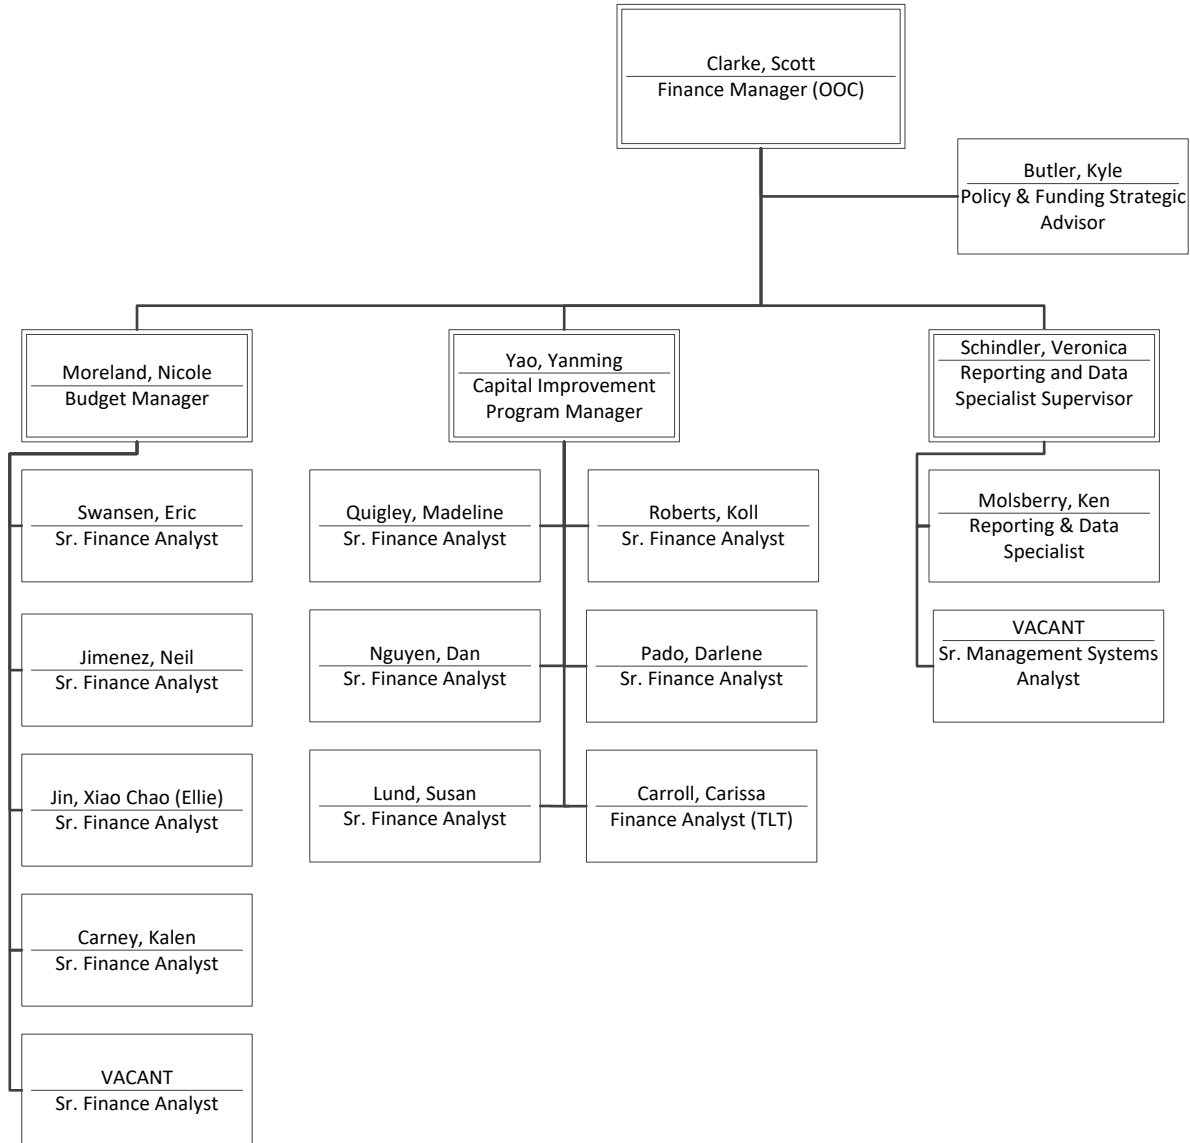 Clarke, Scott
Finance Manager (OOC)
Butler, Kyle
Policy & Funding Strategic
Advisor
Moreland, Nicole
Budget Manager
Swansen, Eric
Sr. Finance Analyst
Jimenez, Neil
Sr. Finance Analyst
Jin, Xiao Chao (Ellie)
Sr. Finance Analyst
Carney, Kalen
Sr. Finance Analyst
VACANT
Sr. Finance Analyst
Yao, Yanming
Capital Improvement
Program Manager
Quigley, Madeline
Sr. Finance Analyst
Roberts, Koll
Sr. Finance Analyst
Nguyen, Dan
Sr. Finance Analyst
Pado, Darlene
Sr. Finance Analyst
Lund, Susan
Sr. Finance Analyst
Carroll, Carissa
Finance Analyst (TLT)
Schindler, Veronica
Reporting and Data
Specialist Supervisor
Molsberry, Ken
Reporting & Data
Specialist
VACANT
Sr. Management Systems
Analyst